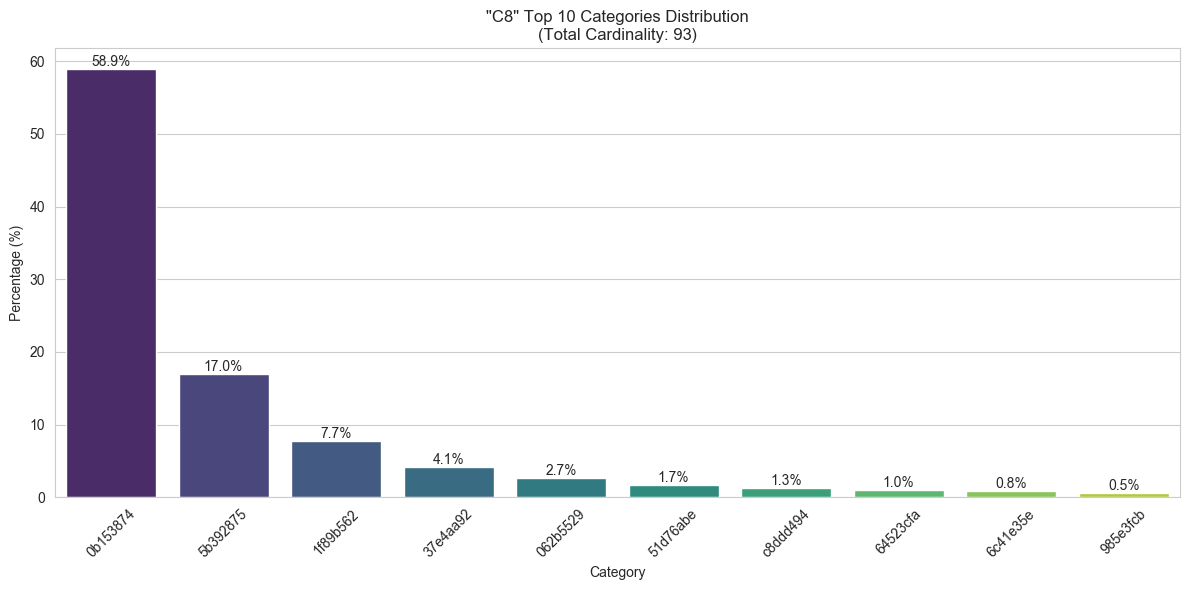 "C8" Top 10 Categories Distribution
(Total Cardinality: 93)
Percentage (%)
60
50
40
30
20
10
0
58.9%
17.0%
7.7%
4.1%
2.7%
1.7%
1.3%
1.0%
0.8%
0.5%
0b153874
5b392875
1f89b562
37e4aa92
062b5529
51d76abe
c8ddd494
64523cfa
6c41e35e
985e3fcb
Category